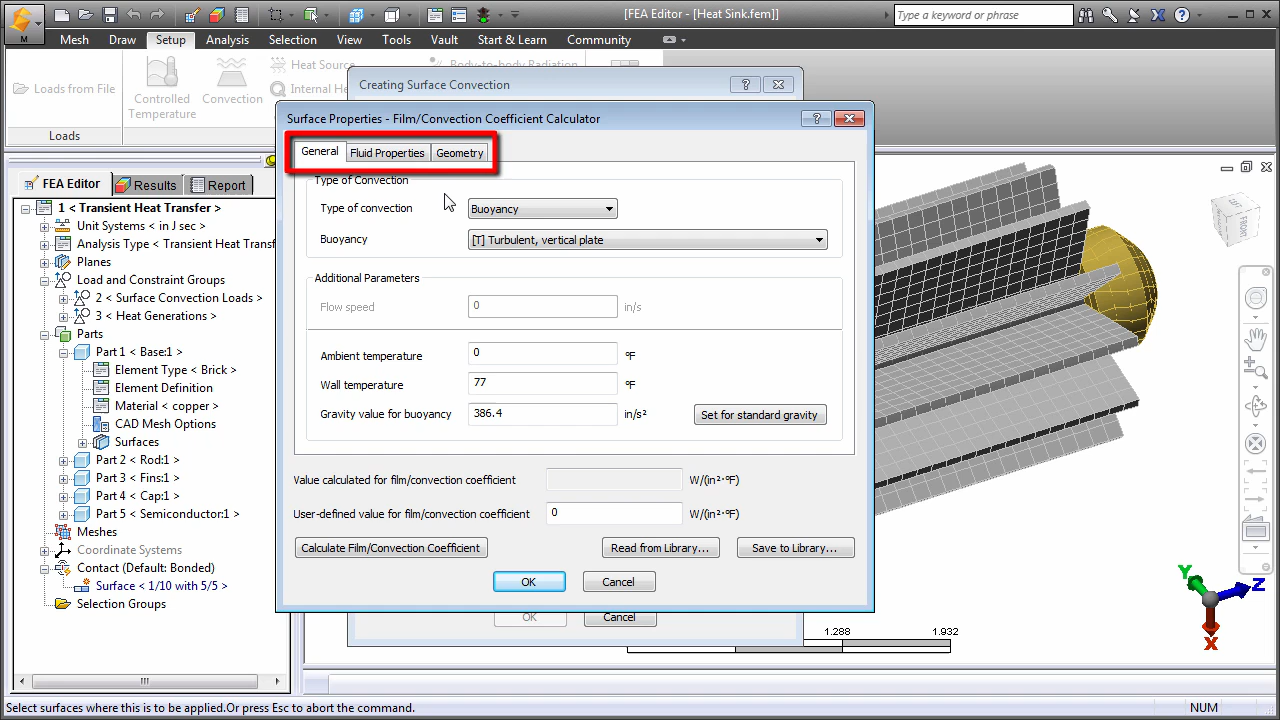 [FEA Editor - [Heat Sink.fem]]
Type a keyword or phrase
M
Mesh Draw Setup Analysis Selection View Tools Vault Start & Learn Community
Loads from File
Controlled Temperature
Convection
Heat Source
Internal He
Body-to-body Radiation
Loads
Creating Surface Convection
Surface Properties - Film/Convection Coefficient Calculator
General Fluid Properties Geometry
Type of Convection
Type of convection Buoyancy
Buoyancy [T] Turbulent, vertical plate
Additional Parameters
Flow speed 0 in/s
Ambient temperature 0 °F
Wall temperature 77 °F
Gravity value for buoyancy 386.4 in/s² Set for standard gravity
Value calculated for film/convection coefficient W/(in²·°F)
User-defined value for film/convection coefficient 0 W/(in²·°F)
Calculate Film/Convection Coefficient Read from Library... Save to Library...
OK Cancel
OK Cancel
FEA Editor Results Report
1 < Transient Heat Transfer >
Unit Systems < in J sec >
Analysis Type < Transient Heat Transf
Planes
Load and Constraint Groups
2 < Surface Convection Loads >
3 < Heat Generations >
Parts
Part 1 < Base:1 >
Element Type < Brick >
Element Definition
Material < copper >
CAD Mesh Options
Surfaces
Part 2 < Rod:1 >
Part 3 < Fins:1 >
Part 4 < Cap:1 >
Part 5 < Semiconductor:1 >
Meshes
Coordinate Systems
Contact (Default: Bonded)
Surface < 1/10 with 5/5 >
Selection Groups
1.288 1.932
Y
Z
X
Select surfaces where this is to be applied.Or press Esc to abort the command.
NUM